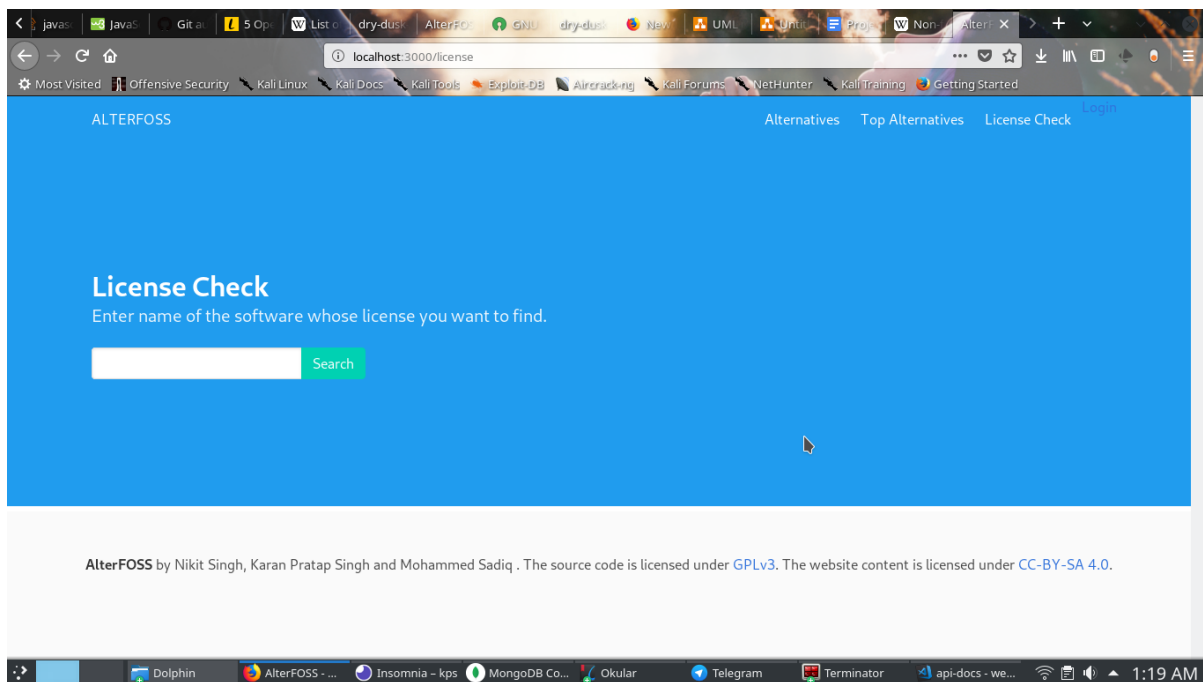 javas JavaS Git au 5 Ope List o dry-dusk AlterFOS GNU dry-dusk New UML Untit Proj Non- AlterF
localhost:3000/license
Most Visited Offensive Security Kali Linux Kali Docs Kali Tools Exploit-DB Aircrack-ng Kali Forums NetHunter Kali Training Getting Started
ALTERFOSS Alternatives Top Alternatives License Check Login
License Check
Enter name of the software whose license you want to find.
Search
AlterFOSS by Nikit Singh, Karan Pratap Singh and Mohammed Sadiq . The source code is licensed under GPLv3. The website content is licensed under CC-BY-SA 4.0.
Dolphin AlterFOSS - ... Insomnia – kps MongoDB Co... Okular Telegram Terminator api-docs - we... 1:19 AM